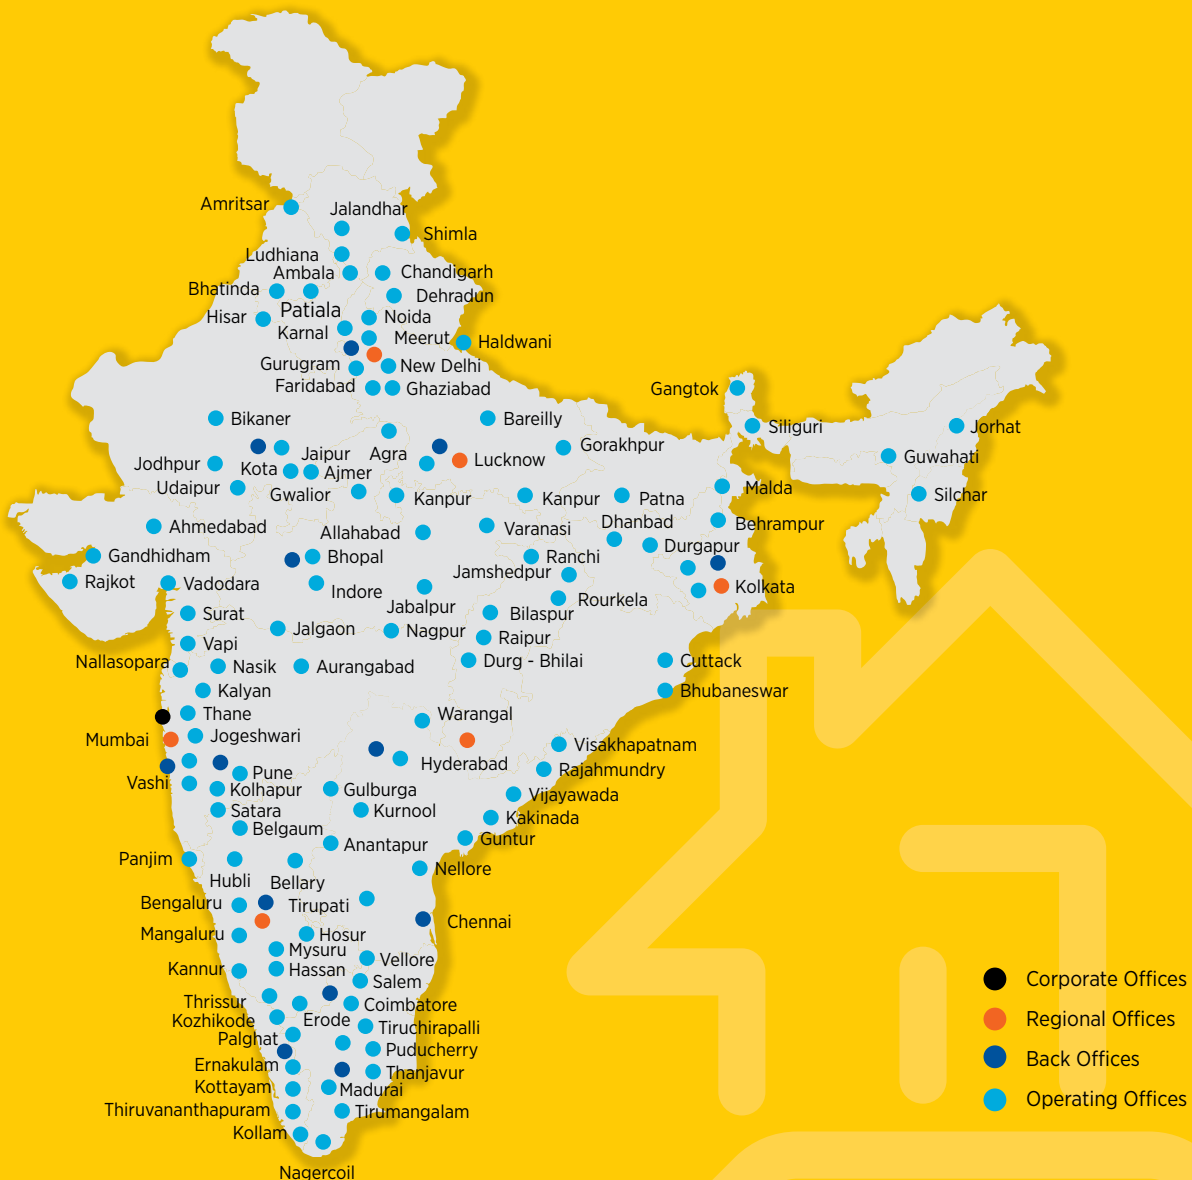 Amritsar
Jalandhar
Shimla
Ludhiana
Ambala
Chandigarh
Bhatinda
Dehradun
Patiala
Hisar
Noida
Karnal
Meerut
Haldwani
Gurugram
New Delhi
Faridabad
Ghaziabad
Gangtok
Bikaner
Bareilly
Siliguri
Jorhat
Jaipur
Agra
Gorakhpur
Guwahati
Jodhpur
Kota
Ajmer
Lucknow
Udaipur
Gwalior
Kanpur
Kanpur
Patna
Malda
Silchar
Ahmedabad
Allahabad
Varanasi
Dhanbad
Behrampur
Gandhidham
Bhopal
Ranchi
Durgapur
Rajkot
Vadodara
Indore
Jamshedpur
Kolkata
Jabalpur
Rourkela
Surat
Bilaspur
Jalgaon
Nagpur
Raipur
Vapi
Nallasopara
Nasik
Aurangabad
Durg - Bhilai
Cuttack
Kalyan
Bhubaneswar
Thane
Warangal
Mumbai
Jogeshwari
Visakhapatnam
Hyderabad
Rajahmundry
Vashi
Pune
Kolhapur
Gulburga
Vijayawada
Satara
Kurnool
Kakinada
Belgaum
Anantapur
Guntur
Panjim
Nellore
Hubli
Bellary
Bengaluru
Tirupati
Chennai
Mangaluru
Hosur
Mysuru
Vellore
Kannur
Hassan
Salem
Corporate Offices
Thrissur
Coimbatore
Kozhikode
Erode
Regional Offices
Tiruchirapalli
Palghat
Puducherry
Back Offices
Ernakulam
Thanjavur
Kottayam
Madurai
Operating Offices
Thiruvananthapuram
Tirumangalam
Kollam
Nagercoil